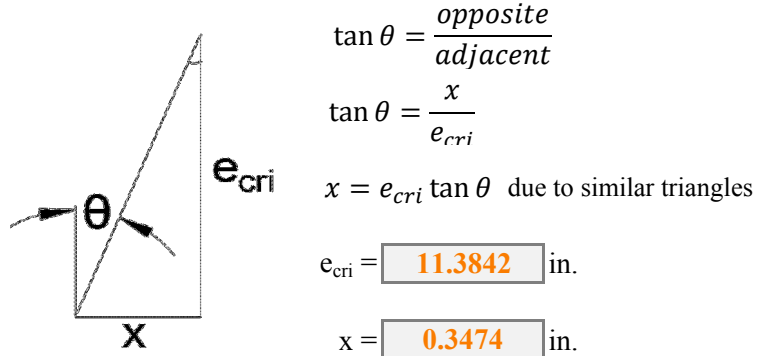 tan θ = opposite / adjacent
tan θ = x / e_cri
x = e_cri tan θ due to similar triangles
θ
e_cri
e_cri = 11.3842 in.
x
x = 0.3474 in.